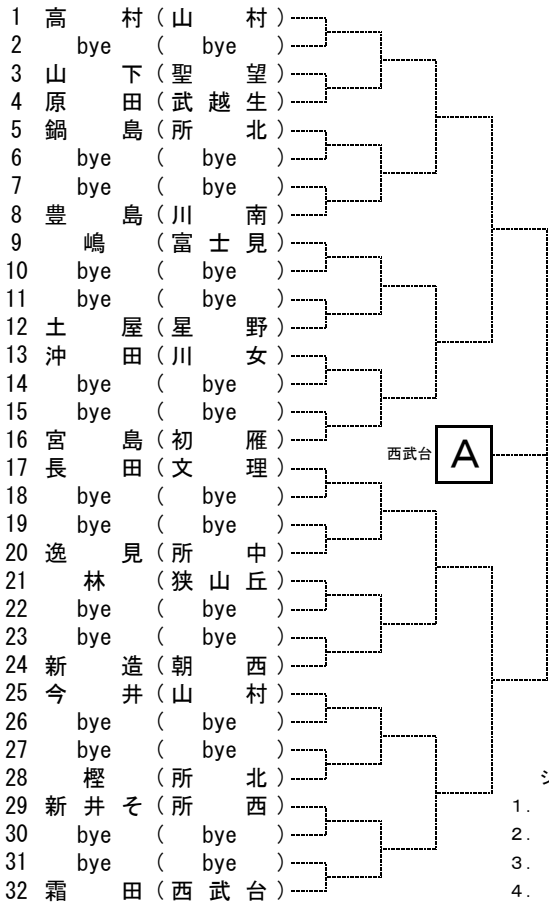 1 高村(山村)
2 bye ( bye )
3 山下(聖望)
4 原田(武越生)
5 鍋島(所北)
6 bye ( bye )
7 bye ( bye )
8 豊島(川南)
9 嶋(富士見)
10 bye ( bye )
11 bye ( bye )
12 土屋(星野)
13 沖田(川女)
14 bye ( bye )
15 bye ( bye )
16 宮島(初雁)
西武台 A
17 長田(文理)
18 bye ( bye )
19 bye ( bye )
20 逸見(所中)
21 林(狭山丘)
22 bye ( bye )
23 bye ( bye )
24 新造(朝西)
25 今井(山村)
26 bye ( bye )
27 bye ( bye )
28 樫(所北)
シ
29 新井そ(所西)
1.
30 bye ( bye )
2.
31 bye ( bye )
3.
32 霜田(西武台)
4.